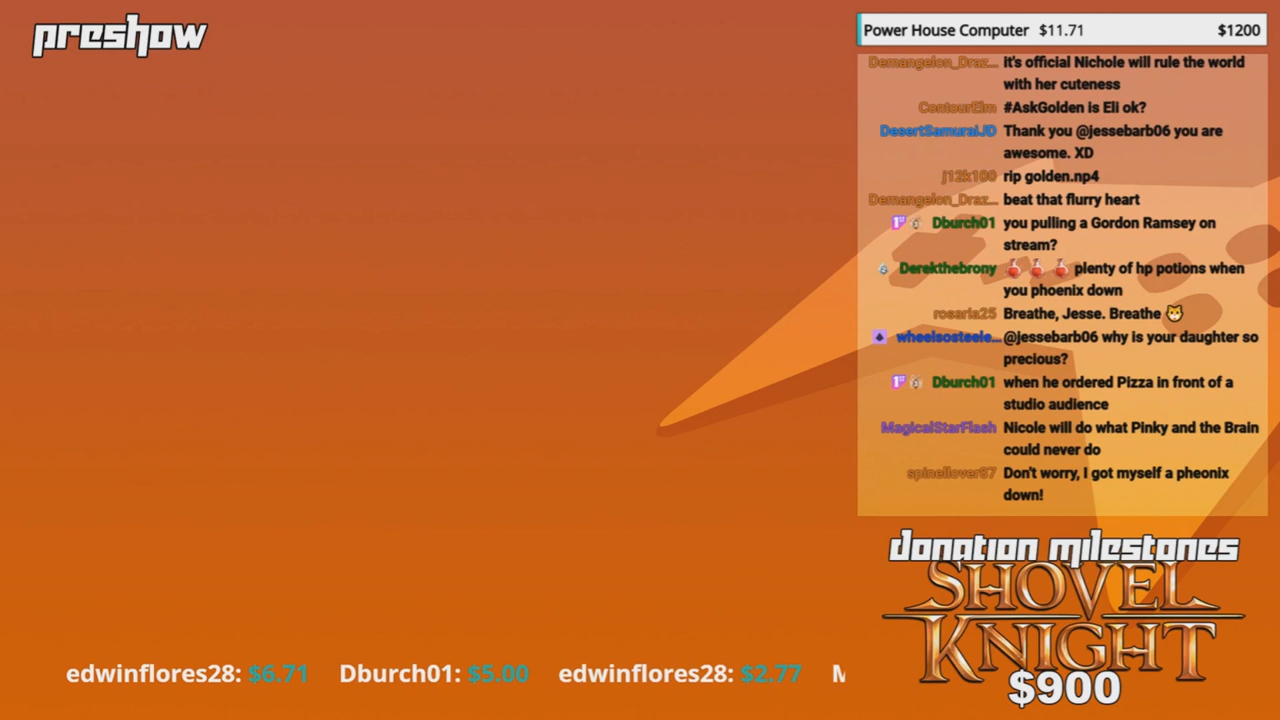 preshow
Power House Computer $11.71 $1200
Demangelon_Draz... it's official Nichole will rule the world
with her cuteness
ContourElm #AskGolden is Eli ok?
DesertSamuraiJD Thank you @jessebarb06 you are
awesome. XD
j12k100 rip golden.np4
Demangelon_Draz... beat that flurry heart
Dburch01 you pulling a Gordon Ramsey on
stream?
Derekthebrony plenty of hp potions when
you phoenix down
rosaria25 Breathe, Jesse. Breathe
wheelsosteele... @jessebarb06 why is your daughter so
precious?
Dburch01 when he ordered Pizza in front of a
studio audience
MagicalStarFlash Nicole will do what Pinky and the Brain
could never do
spinellover87 Don't worry, I got myself a pheonix
down!
donation milestones
SHOVEL
KNIGHT
$900
edwinflores28: $6.71 Dburch01: $5.00 edwinflores28: $2.77 M